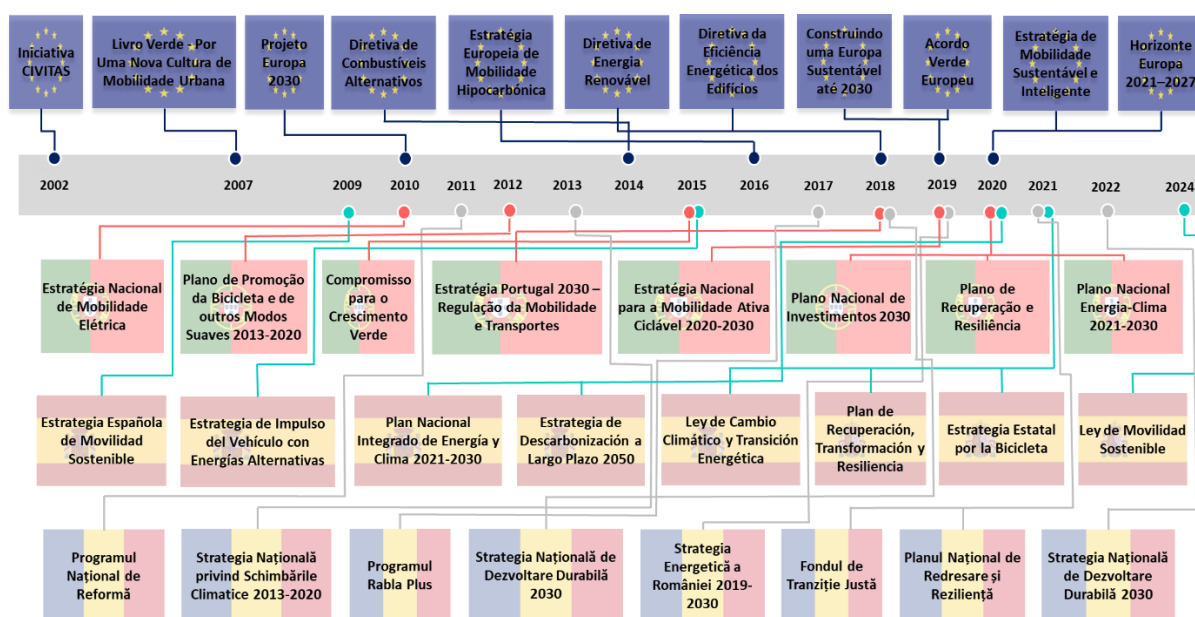 Iniciativa
CIVITAS
Livro Verde - Por
Uma Nova Cultura de
Mobilidade Urbana
Projeto
Europa
2030
Diretiva de
Combustíveis
Alternativos
Estratégia
Europeia de
Mobilidade
Hipocarbónica
Diretiva de
Energia
Renovável
Diretiva da
Eficiência
Energética dos
Edifícios
Construindo
uma Europa
Sustentável
até 2030
Acordo
Verde
Europeu
Estratégia de
Mobilidade
Sustentável e
Inteligente
Horizonte
Europa
2021–2027
2002
2007
2009
2010
2011
2012
2013
2014
2015
2016
2017
2018
2019
2020
2021
2022
2024
Estratégia Nacional
de Mobilidade
Elétrica
Plano de Promoção
da Bicicleta e de
outros Modos
Suaves 2013-2020
Compromisso
para o
Crescimento
Verde
Estratégia Portugal 2030 –
Regulação da Mobilidade
e Transportes
Estratégia Nacional
para a Mobilidade Ativa
Ciclável 2020-2030
Plano Nacional de
Investimentos 2030
Plano de
Recuperação e
Resiliência
Plano Nacional
Energia-Clima
2021-2030
Estrategia Española
de Movilidad
Sostenible
Estrategia de Impulso
del Vehículo con
Energías Alternativas
Plan Nacional
Integrado de Energía y
Clima 2021-2030
Estrategia de
Descarbonización a
Largo Plazo 2050
Ley de Cambio
Climático y Transición
Energética
Plan de
Recuperación,
Transformación y
Resiliencia
Estrategia Estatal
por la Bicicleta
Ley de Movilidad
Sostenible
Programul
Național de
Reformă
Strategia Națională
privind Schimbările
Climatice 2013-2020
Programul
Rabla Plus
Strategia Națională de
Dezvoltare Durabilă
2030
Strategia
Energetică a
României 2019-
2030
Fondul de
Tranziție Justă
Planul Național de
Redresare și
Reziliență
Strategia Națională
de Dezvoltare
Durabilă 2030